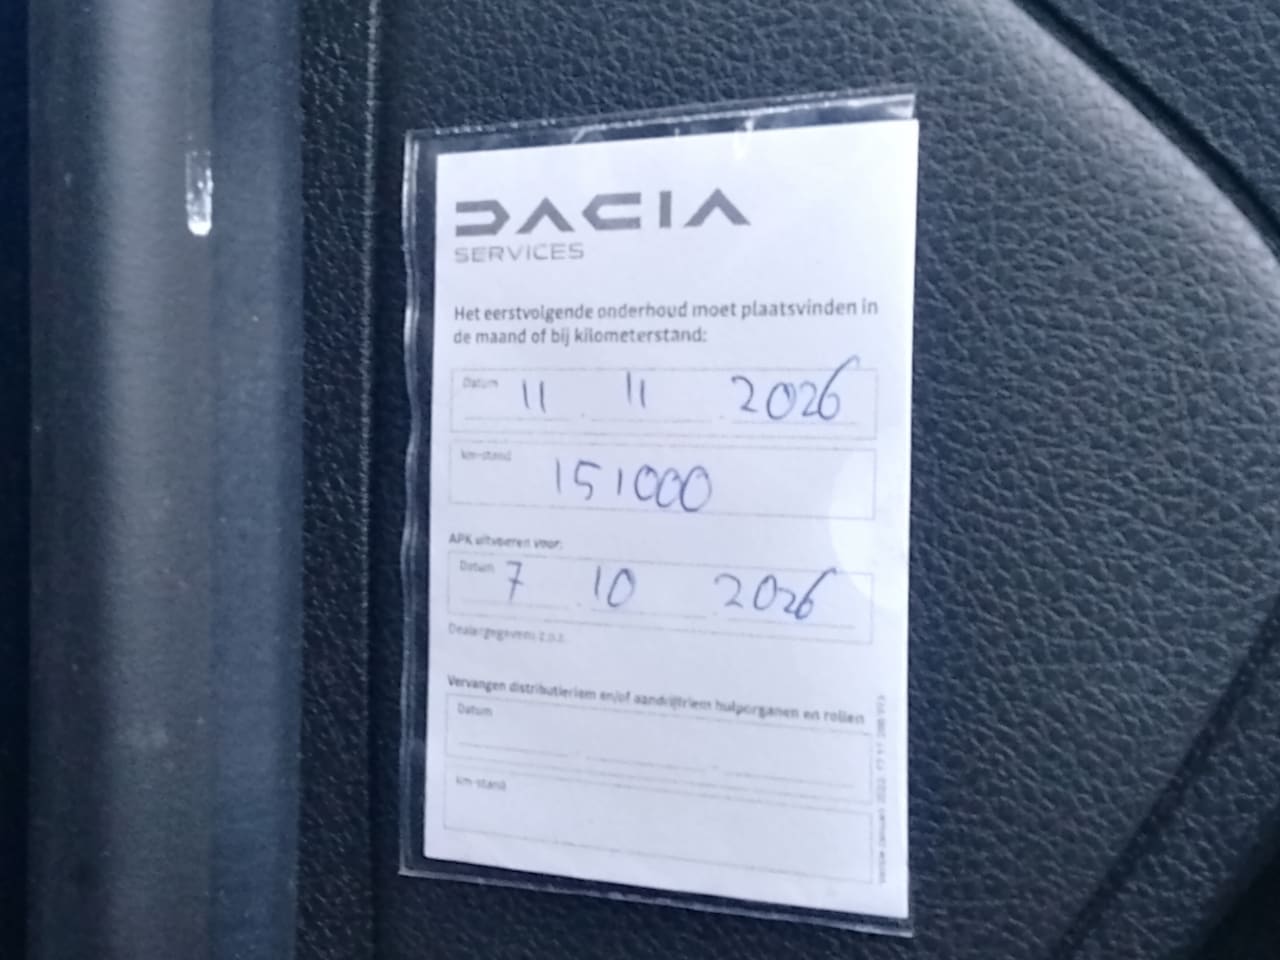 DACIA
SERVICES
Het eerstvolgende onderhoud moet plaatsvinden in
de maand of bij kilometerstand:
Datum 11 11 2026
km-stand 151000
APK uitvoeren voor:
Datum 7 10 2026
Dealergegevens z.o.z.
Vervangen distributieriem en/of aandrijfriem hulporganen en rollen
Datum
km-stand